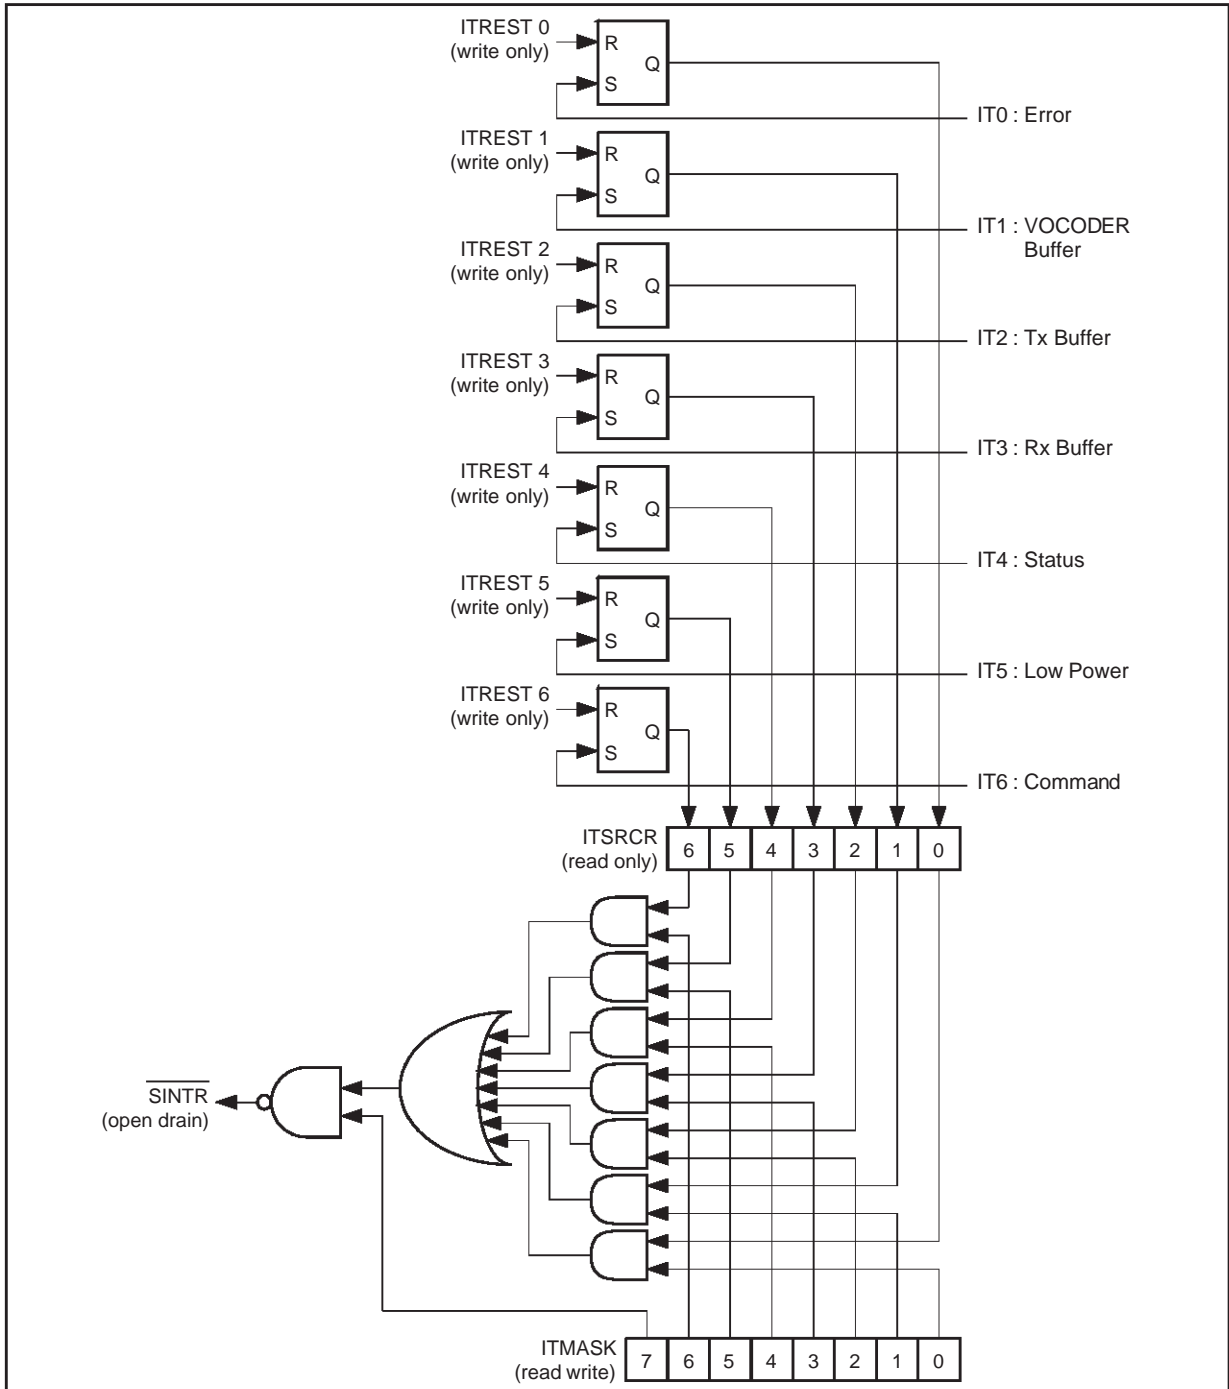 ITREST 0
(write only)
R
Q
S
IT0 : Error
ITREST 1
(write only)
R
Q
S
IT1 : VOCODER
Buffer
ITREST 2
(write only)
R
Q
S
IT2 : Tx Buffer
ITREST 3
(write only)
R
Q
S
IT3 : Rx Buffer
ITREST 4
(write only)
R
Q
S
IT4 : Status
ITREST 5
(write only)
R
Q
S
IT5 : Low Power
ITREST 6
(write only)
R
Q
S
IT6 : Command
ITSRCR
(read only)
6 5 4 3 2 1 0
SINTR
(open drain)
ITMASK
(read write)
7 6 5 4 3 2 1 0